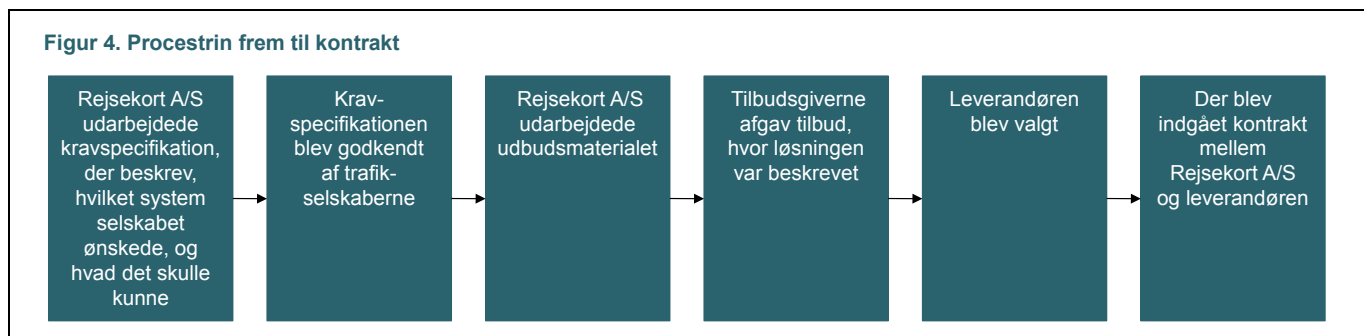 Figur 4. Procestrin frem til kontrakt
Rejsekort A/S
udarbejdede
kravspecifikation,
der beskrev,
hvilket system
selskabet
ønskede, og
hvad det skulle
kunne
Krav-
specifikationen
blev godkendt
af trafik-
selskaberne
Rejsekort A/S
udarbejdede
udbudsmaterialet
Tilbudsgiverne
afgav tilbud,
hvor løsningen
var beskrevet
Leverandøren
blev valgt
Der blev
indgået kontrakt
mellem
Rejsekort A/S
og leverandøren